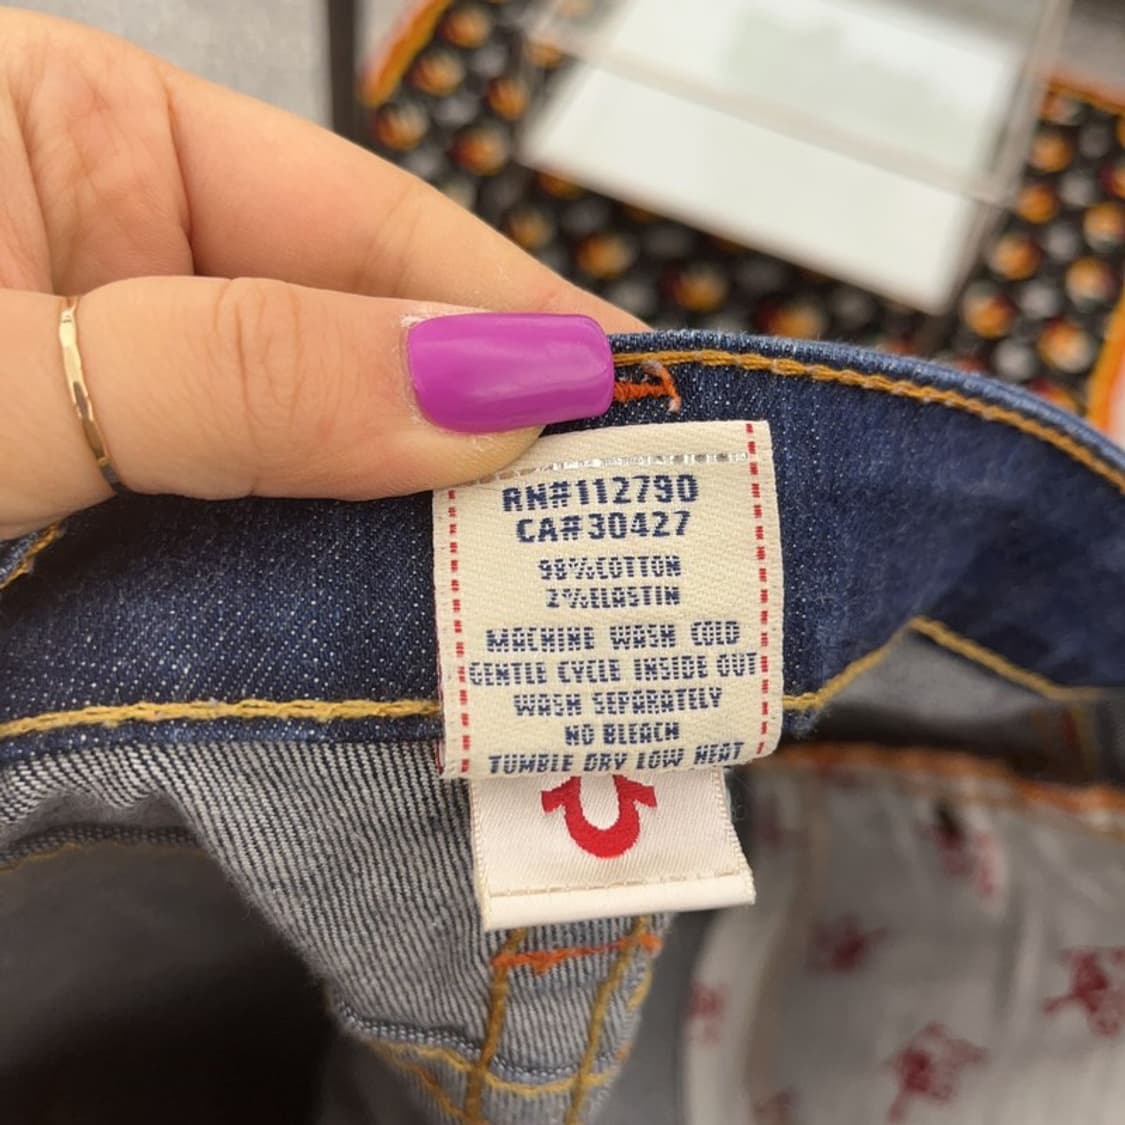 RN#112790
CA#30427
98%COTTON
2%ELASTIN
MACHINE WASH COLD
GENTLE CYCLE INSIDE OUT
WASH SEPARATELY
NO BLEACH
TUMBLE DRY LOW HEAT